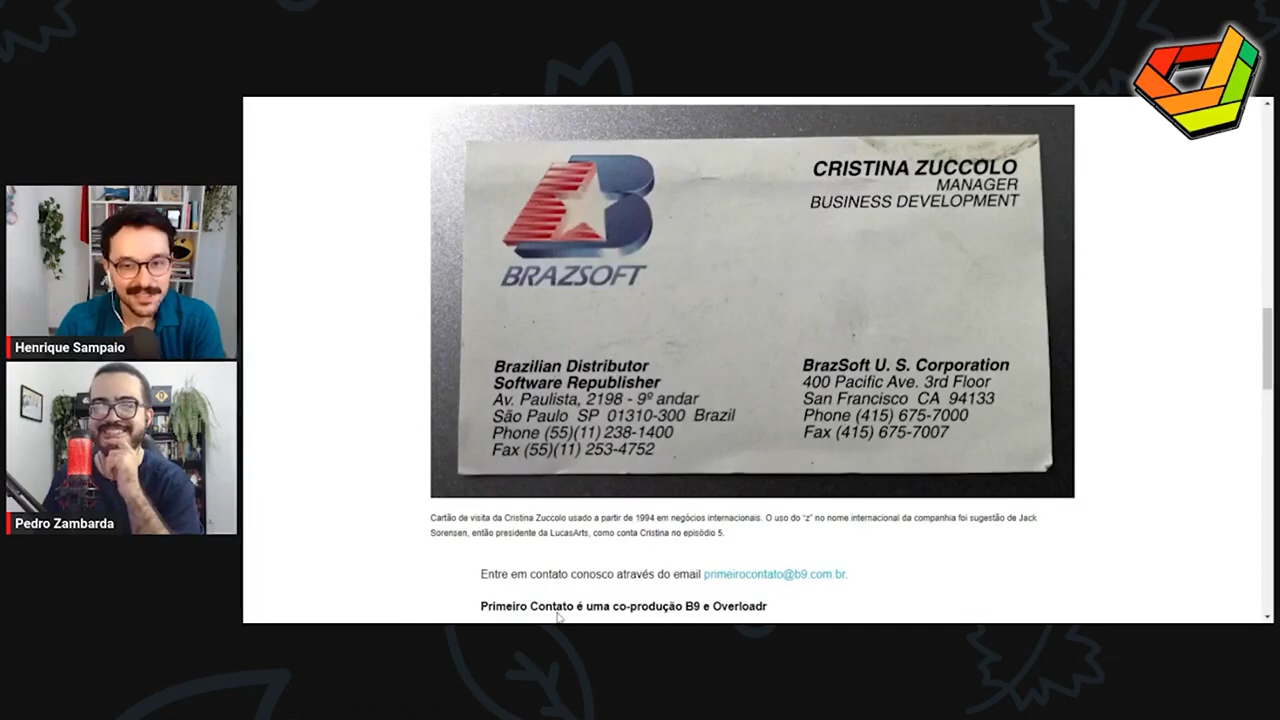 CRISTINA ZUCCOLO
MANAGER
BUSINESS DEVELOPMENT
BRAZSOFT
Brazilian Distributor
Software Republisher
Av. Paulista, 2198 - 9º andar
São Paulo SP 01310-300 Brazil
Phone (55)(11) 238-1400
Fax (55)(11) 253-4752
BrazSoft U. S. Corporation
400 Pacific Ave. 3rd Floor
San Francisco CA 94133
Phone (415) 675-7000
Fax (415) 675-7007
Henrique Sampaio
Pedro Zambarda
Cartão de visita da Cristina Zuccolo usado a partir de 1994 em negócios internacionais. O uso do “z” no nome internacional da companhia foi sugestão de Jack
Sorensen, então presidente da LucasArts, como conta Cristina no episódio 5.
Entre em contato conosco através do email primeirocontato@b9.com.br.
Primeiro Contato é uma co-produção B9 e Overloadr